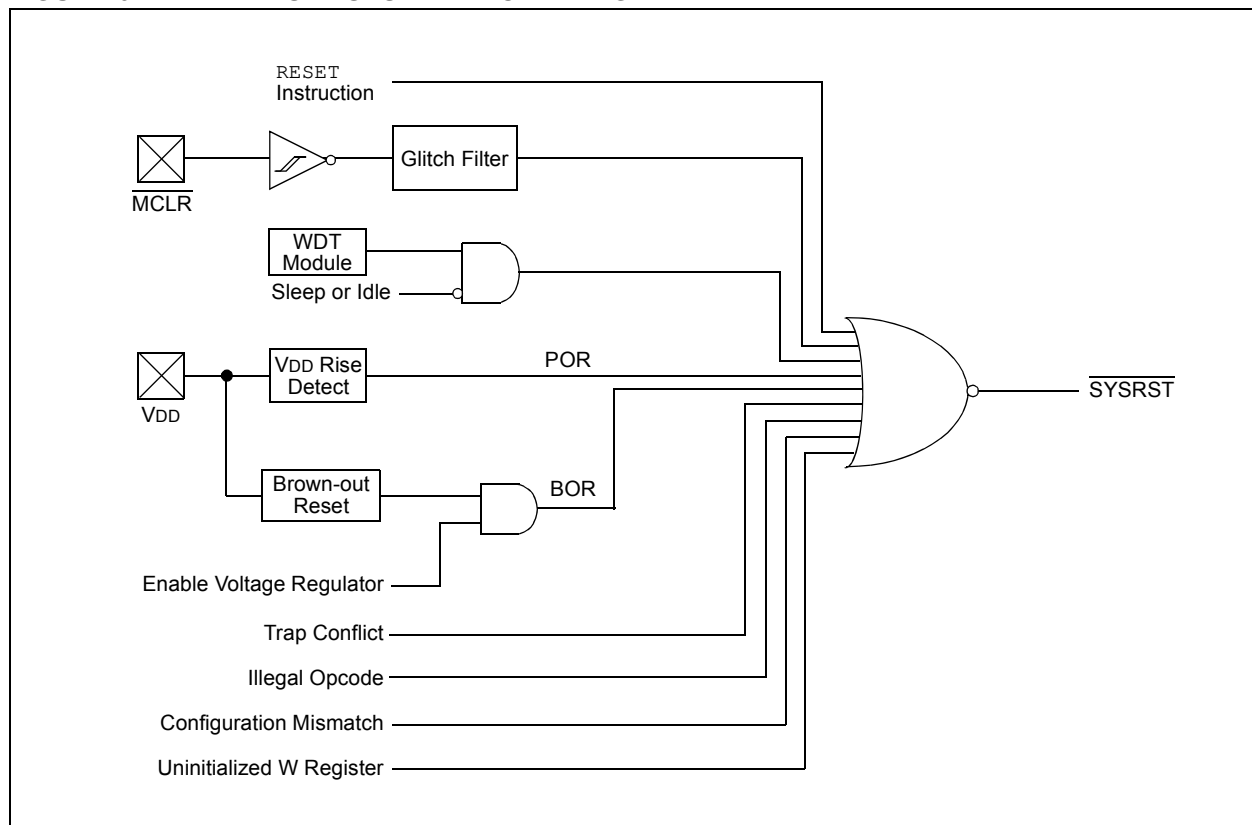 RESET
Instruction
MCLR
Glitch Filter
WDT
Module
Sleep or Idle
VDD
VDD Rise
Detect
POR
SYSRST
Brown-out
Reset
BOR
Enable Voltage Regulator
Trap Conflict
Illegal Opcode
Configuration Mismatch
Uninitialized W Register